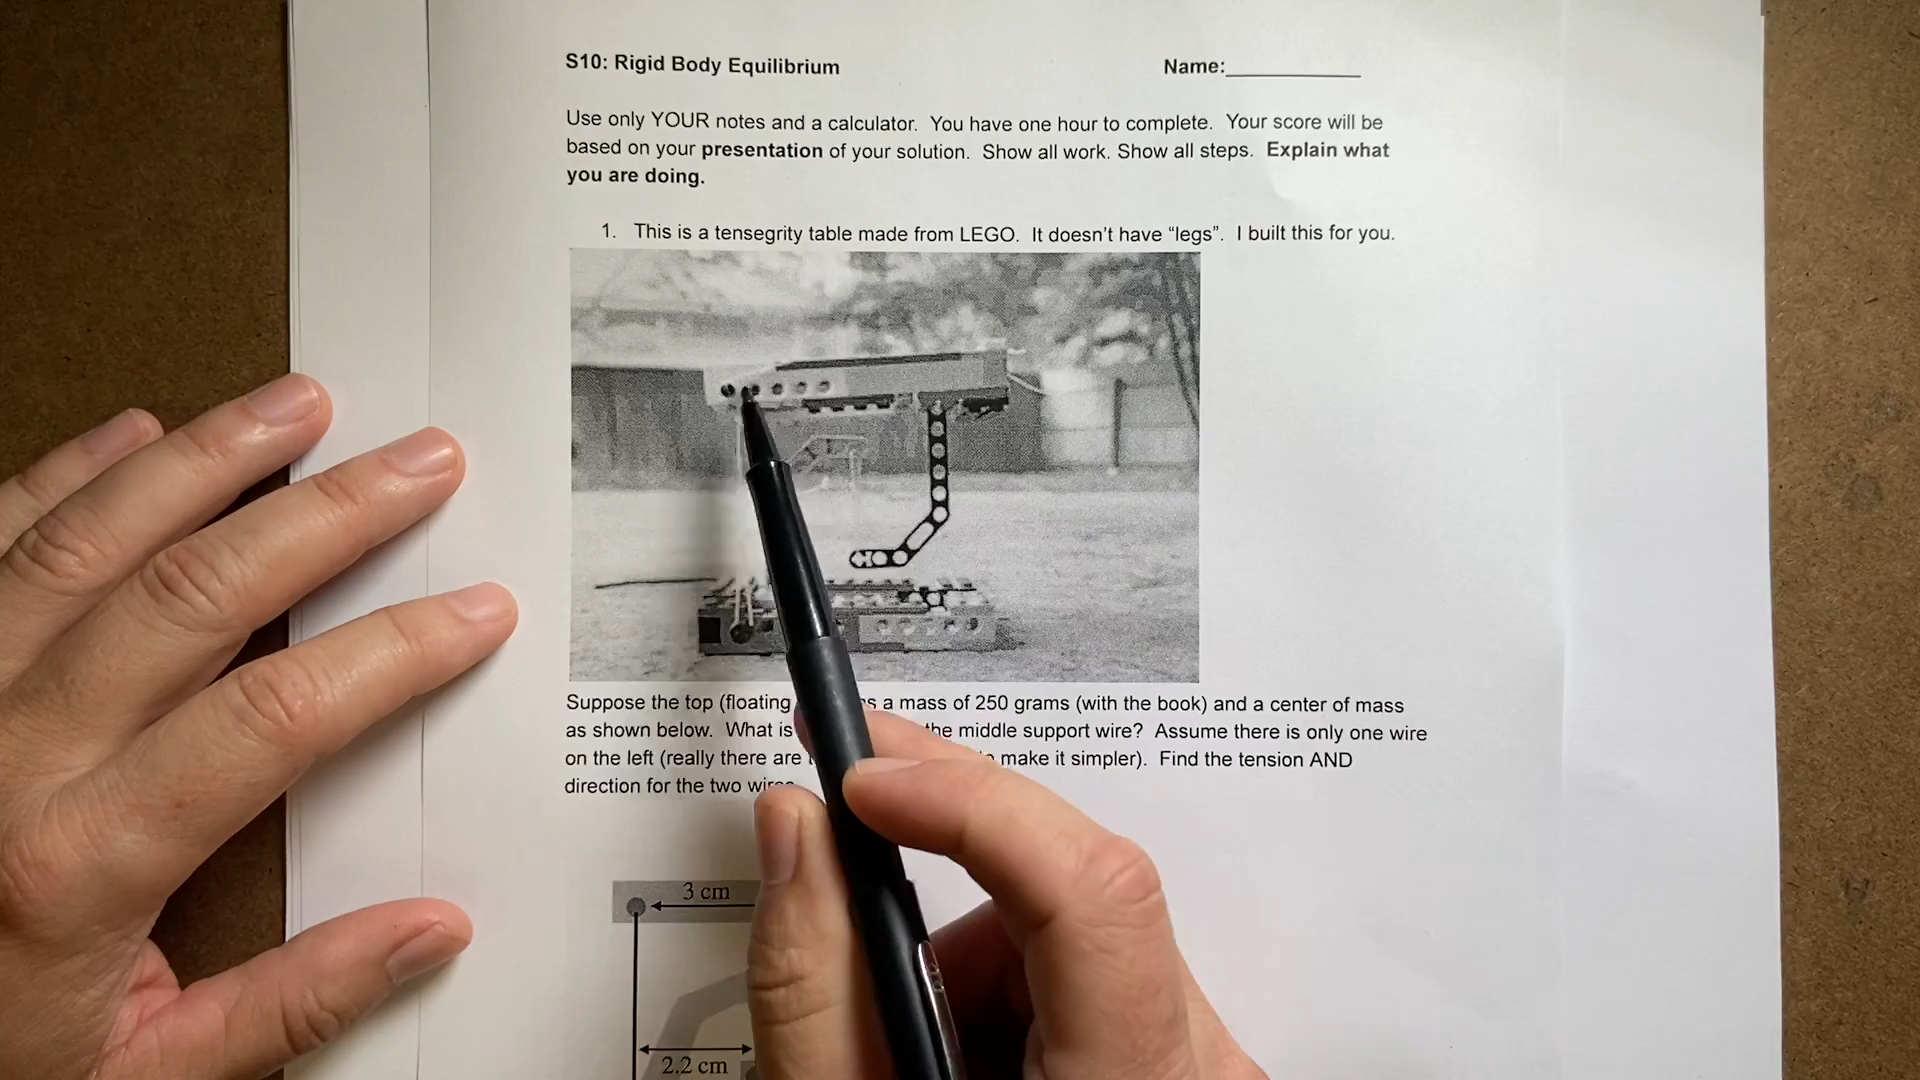 S10: Rigid Body Equilibrium
Name:____________
Use only YOUR notes and a calculator. You have one hour to complete. Your score will be
based on your presentation of your solution. Show all work. Show all steps. Explain what
you are doing.
1. This is a tensegrity table made from LEGO. It doesn't have "legs". I built this for you.
Suppose the top (floating a mass of 250 grams (with the book) and a center of mass
as shown below. What is the middle support wire? Assume there is only one wire
on the left (really there are make it simpler). Find the tension AND
direction for the two
3 cm
2.2 cm